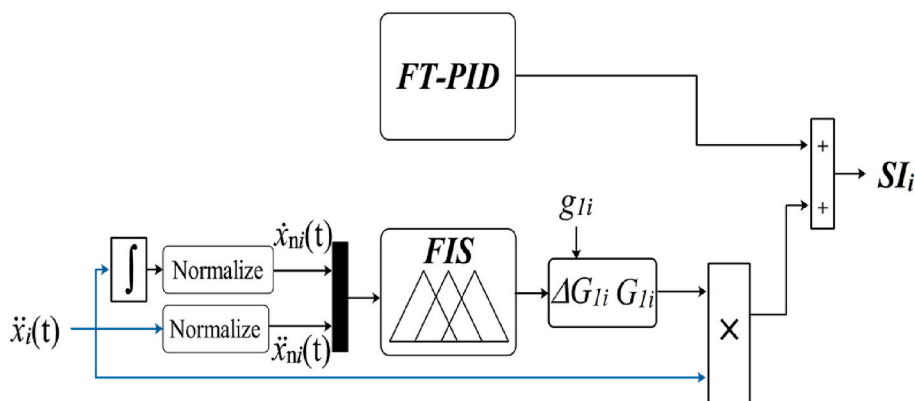 FT-PID
+
+
SIᵢ
g₁ᵢ
ẋₙᵢ(t)
FIS
∫
Normalize
ΔG₁ᵢ G₁ᵢ
ẍᵢ(t)
Normalize
×
ẍₙᵢ(t)